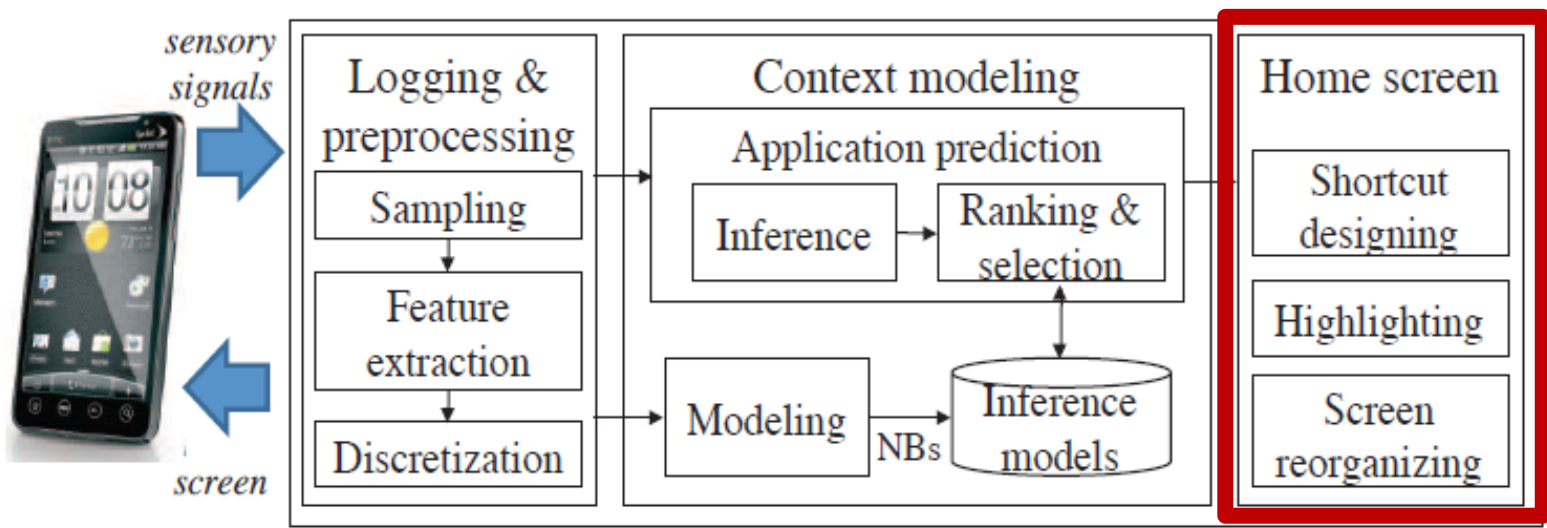 sensory
signals
screen
10 08
Logging &
preprocessing
Sampling
Feature
extraction
Discretization
Context modeling
Application prediction
Inference
Ranking &
selection
Modeling
NBs
Inference
models
Home screen
Shortcut
designing
Highlighting
Screen
reorganizing